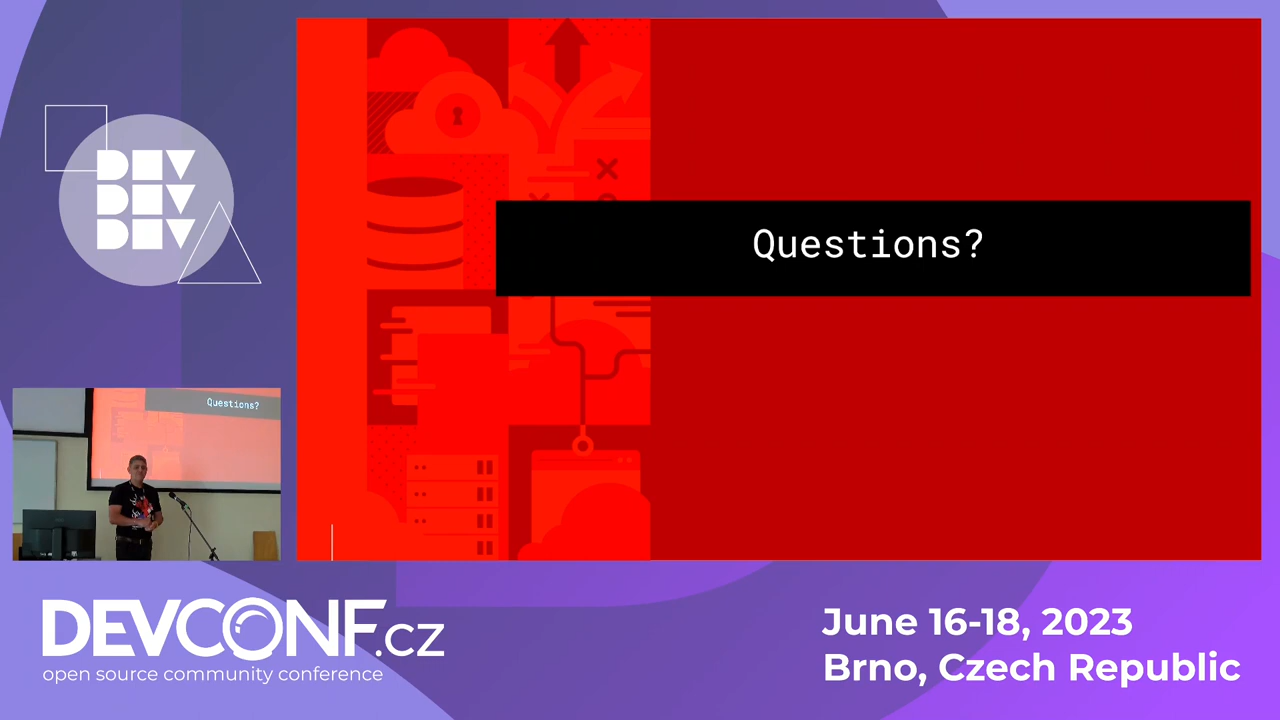 DEV
DEV
DEV
Questions?
Questions?
DEVCONF.cz
open source community conference
June 16-18, 2023
Brno, Czech Republic